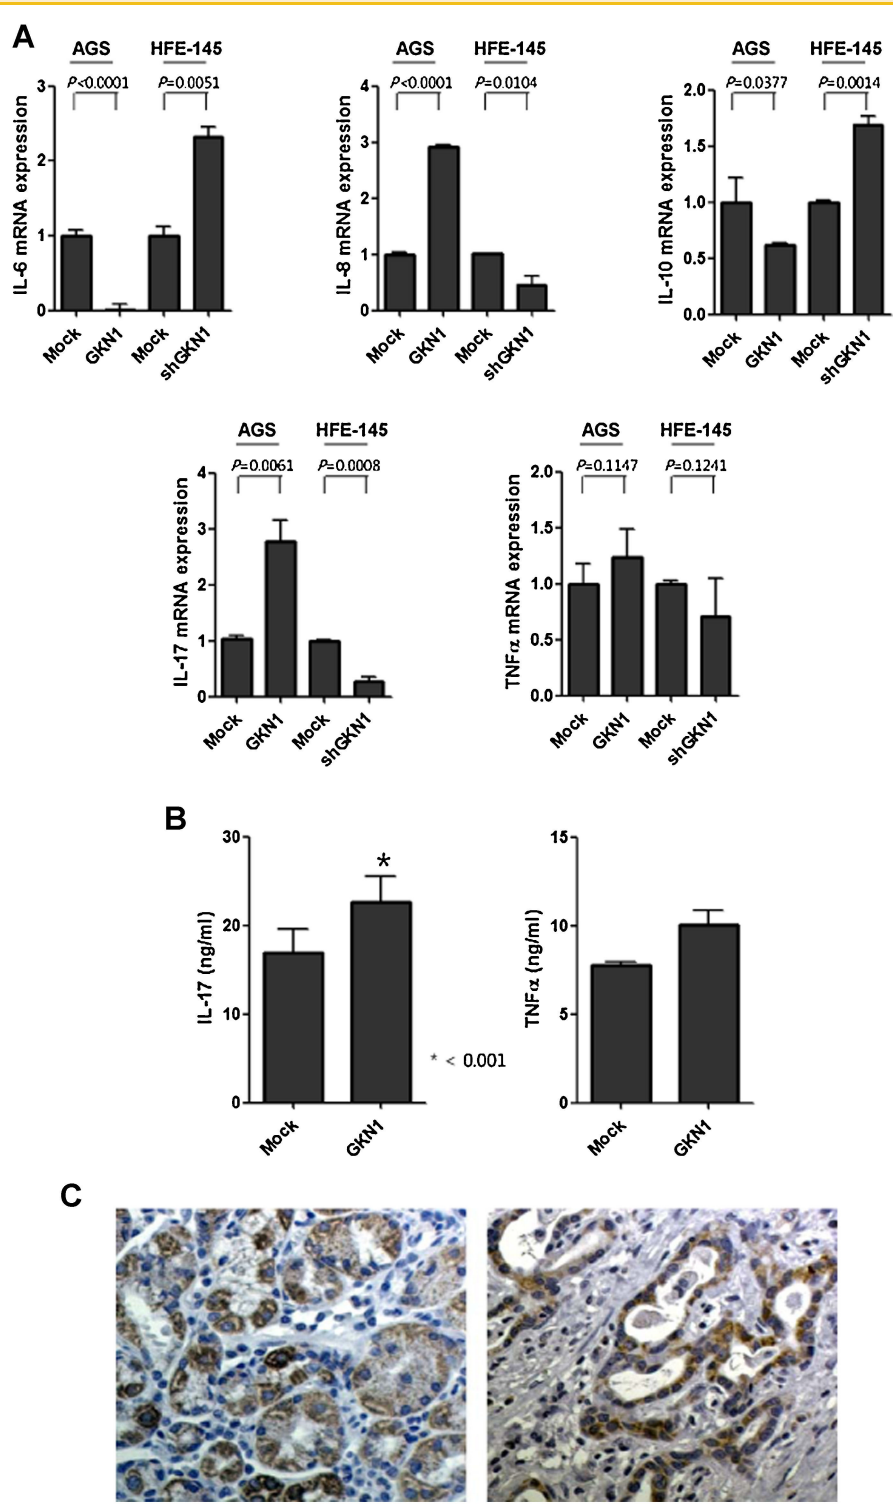 A
AGS HFE-145
P<0.0001 P=0.0051
IL-6 mRNA expression
3
2
1
0
Mock GKN1 Mock shGKN1
AGS HFE-145
P<0.0001 P=0.0104
IL-8 mRNA expression
4
3
2
1
0
Mock GKN1 Mock shGKN1
AGS HFE-145
P=0.0377 P=0.0014
IL-10 mRNA expression
2.0
1.5
1.0
0.5
0.0
Mock GKN1 Mock shGKN1
AGS HFE-145
P=0.0061 P=0.0008
IL-17 mRNA expression
4
3
2
1
0
Mock GKN1 Mock shGKN1
AGS HFE-145
P=0.1147 P=0.1241
TNFα mRNA expression
2.0
1.5
1.0
0.5
0.0
Mock GKN1 Mock shGKN1
B
IL-17 (ng/ml)
30
20
10
0
*
Mock GKN1
* < 0.001
TNFα (ng/ml)
15
10
5
0
Mock GKN1
C